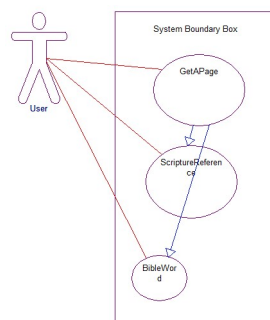 System Boundary Box
GetAPage
User
ScriptureReferen
ce
BibleWor
d